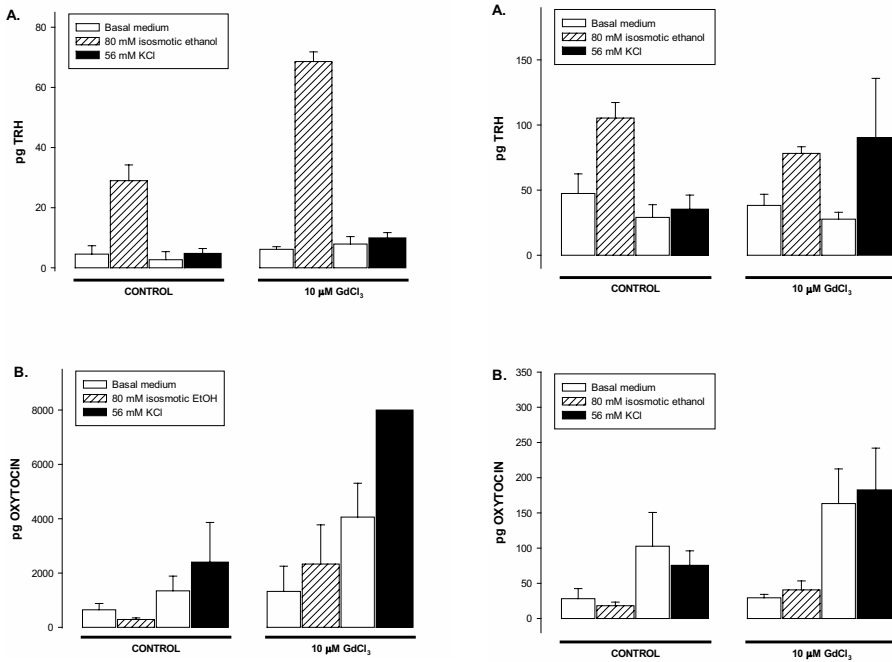 A.
Basal medium
80 mM isosmotic ethanol
56 mM KCl
pg TRH
80
60
40
20
0
CONTROL
10 µM GdCl₃
A.
Basal medium
80 mM isosmotic ethanol
56 mM KCl
pg TRH
150
100
50
0
CONTROL
10 µM GdCl₃
B.
Basal medium
80 mM isosmotic EtOH
56 mM KCl
pg OXYTOCIN
8000
6000
4000
2000
0
CONTROL
10 µM GdCl₃
B.
Basal medium
80 mM isosmotic ethanol
56 mM KCl
pg OXYTOCIN
350
300
250
200
150
100
50
0
CONTROL
10 µM GdCl₃